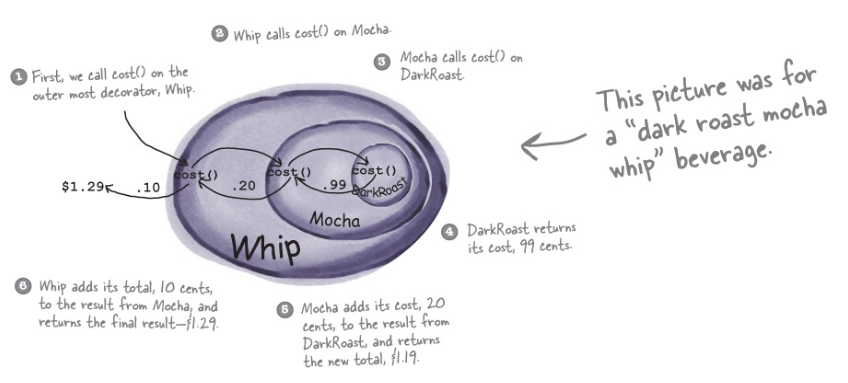 2 Whip calls cost() on Mocha.
1 First, we call cost() on the
outer most decorator, Whip.
3 Mocha calls cost() on
DarkRoast.
This picture was for
a “dark roast mocha
whip” beverage.
$1.29 .10 cost() .20 cost() .99 cost()
DarkRoast
Mocha
Whip
4 DarkRoast returns
its cost, 99 cents.
6 Whip adds its total, 10 cents,
to the result from Mocha, and
returns the final result—$1.29.
5 Mocha adds its cost, 20
cents, to the result from
DarkRoast, and returns
the new total, $1.19.